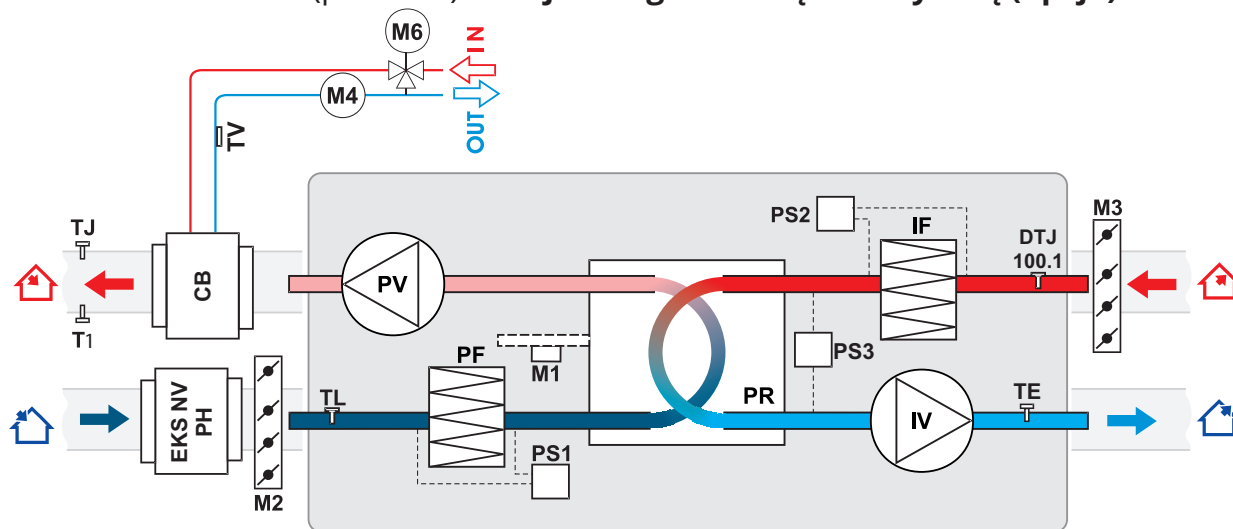 M6
IN
M4
OUT
TV
TJ
CB
T1
PV
PS2
IF
DTJ
100.1
M3
PS3
M1
PF
PR
TL
TE
EKS NV
PH
IV
PS1
M2